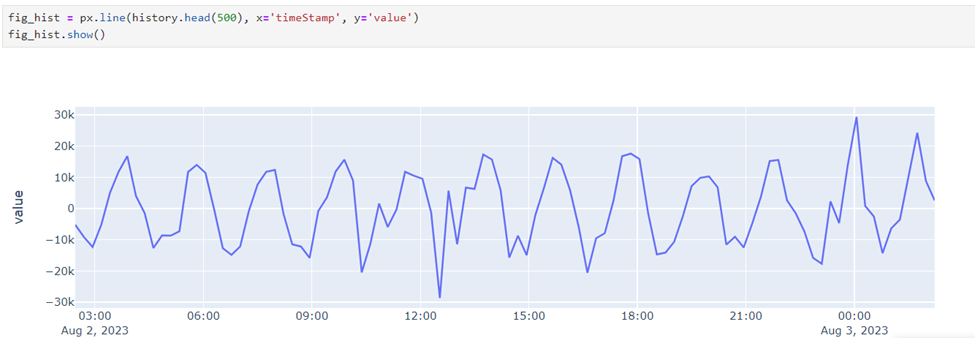 fig_hist = px.line(history.head(500), x='timeStamp', y='value')
fig_hist.show()
30k
20k
10k
0
−10k
−20k
−30k
value
03:00 06:00 09:00 12:00 15:00 18:00 21:00 00:00
Aug 2, 2023 Aug 3, 2023